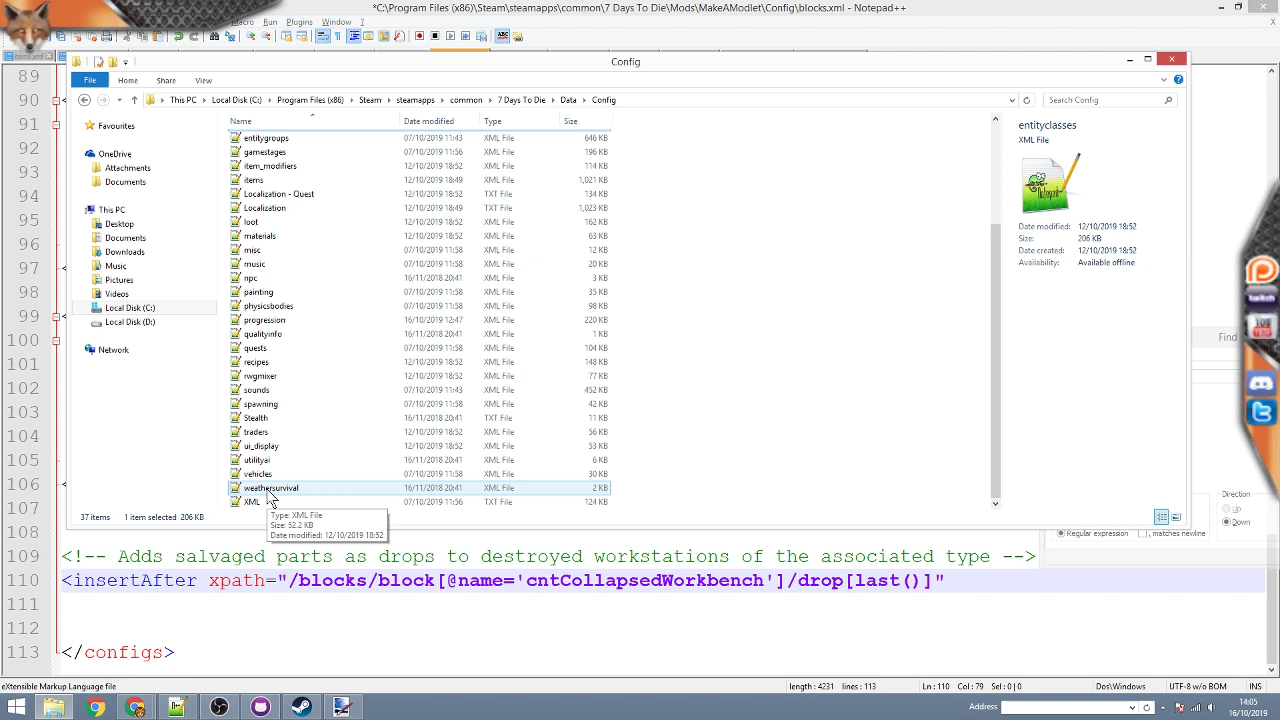 *C:\Program Files (x86)\Steam\steamapps\common\7 Days To Die\Mods\MakeAModlet\Config\blocks.xml - Notepad++
Macro Run Plugins Window ?
Config
File Home Share View
This PC Local Disk (C:) Program Files (x86) Steam steamapps common 7 Days To Die Data Config
Search Config
Favourites
OneDrive
Attachments
Documents
This PC
Desktop
Documents
Downloads
Music
Pictures
Videos
Local Disk (C:)
Local Disk (D:)
Network
Name Date modified Type Size
entitygroups 07/10/2019 11:43 XML File 646 KB
gamestages 07/10/2019 11:56 XML File 196 KB
item_modifiers 12/10/2019 18:52 XML File 114 KB
items 12/10/2019 18:49 XML File 1,021 KB
Localization - Quest 12/10/2019 18:52 TXT File 134 KB
Localization 12/10/2019 18:49 TXT File 1,023 KB
loot 12/10/2019 18:52 XML File 162 KB
materials 12/10/2019 18:52 XML File 63 KB
misc 07/10/2019 11:58 XML File 12 KB
music 07/10/2019 11:58 XML File 20 KB
npc 16/11/2018 20:41 XML File 3 KB
painting 07/10/2019 11:58 XML File 35 KB
physicsbodies 07/10/2019 11:58 XML File 98 KB
progression 16/10/2019 12:47 XML File 220 KB
qualityinfo 16/11/2018 20:41 XML File 1 KB
quests 07/10/2019 11:58 XML File 104 KB
recipes 12/10/2019 18:52 XML File 148 KB
rwgmixer 12/10/2019 18:52 XML File 77 KB
sounds 07/10/2019 11:43 XML File 452 KB
spawning 07/10/2019 11:58 XML File 42 KB
Stealth 16/11/2018 20:41 TXT File 11 KB
traders 07/10/2019 11:58 XML File 56 KB
ui_display 12/10/2019 18:52 XML File 53 KB
utilityai 16/11/2018 20:41 XML File 6 KB
vehicles 07/10/2019 11:58 XML File 30 KB
weathersurvival 16/11/2018 20:41 XML File 2 KB
XML 07/10/2019 11:56 TXT File 124 KB
Type: XML File
Size: 52.2 KB
Date modified: 12/10/2019 18:52
37 items 1 item selected 206 KB
entityclasses
XML File
Date modified: 12/10/2019 18:52
Size: 206 KB
Date created: 12/10/2019 18:52
Availability: Available offline
Find
Direction
Up
Down
Regular expression . matches newline
twitch
You
89
90
91
92
93
94
95
96
97
98
99
100
101
102
103
104
105
106
107
108
109 <!-- Adds salvaged parts as drops to destroyed workstations of the associated type -->
110 <insertAfter xpath="/blocks/block[@name='cntCollapsedWorkbench']/drop[last()]"
111
112
113 </configs>
eXtensible Markup Language file length : 4231 lines : 113 Ln : 110 Col : 79 Sel : 0 | 0 Dos\Windows UTF-8 w/o BOM INS
Address
14:05
16/10/2019